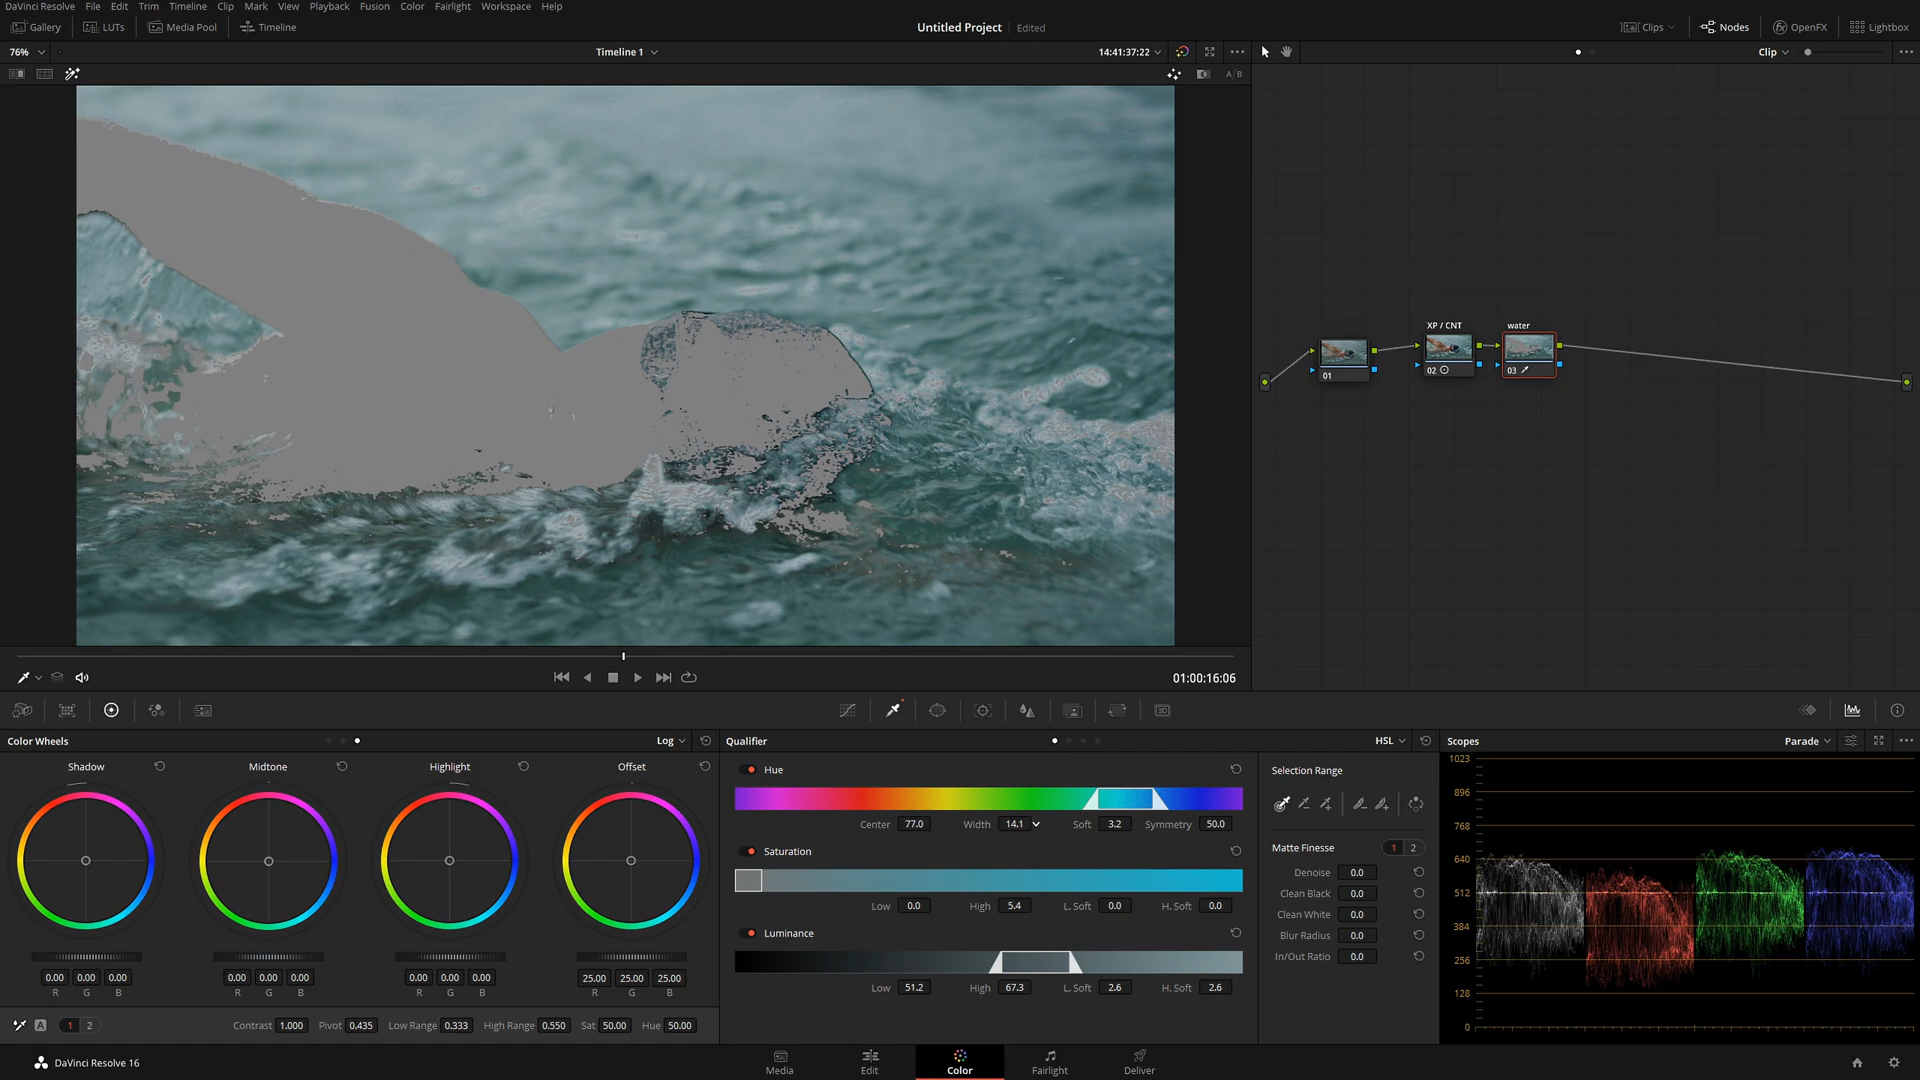 DaVinci Resolve File Edit Trim Timeline Clip Mark View Playback Fusion Color Fairlight Workspace Help
Gallery LUTs Media Pool Timeline Untitled Project Edited Clips Nodes OpenFX Lightbox
76% Timeline 1 14:41:37:22 Clip
A/B
XP / CNT water
01 02 03
01:00:16:06
Color Wheels Log Qualifier HSL Scopes Parade
Shadow Midtone Highlight Offset
Hue
Center 77.0 Width 14.1 Soft 3.2 Symmetry 50.0
Saturation
Low 0.0 High 5.4 L. Soft 0.0 H. Soft 0.0
Luminance
Low 51.2 High 67.3 L. Soft 2.6 H. Soft 2.6
Selection Range
Matte Finesse 1 2
Denoise 0.0
Clean Black 0.0
Clean White 0.0
Blur Radius 0.0
In/Out Ratio 0.0
1023
896
768
640
512
384
256
128
0
0.00 0.00 0.00 0.00 0.00 0.00 0.00 0.00 0.00 25.00 25.00 25.00
R G B R G B R G B R G B
A 1 2 Contrast 1.000 Pivot 0.435 Low Range 0.333 High Range 0.550 Sat 50.00 Hue 50.00
DaVinci Resolve 16 Media Edit Color Fairlight Deliver